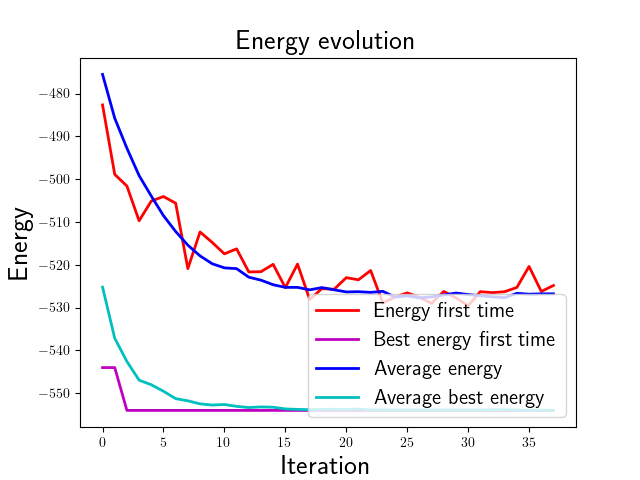 Energy evolution
Energy
−480
−490
−500
−510
−520
−530
−540
−550
Energy first time
Best energy first time
Average energy
Average best energy
0 5 10 15 20 25 30 35
Iteration